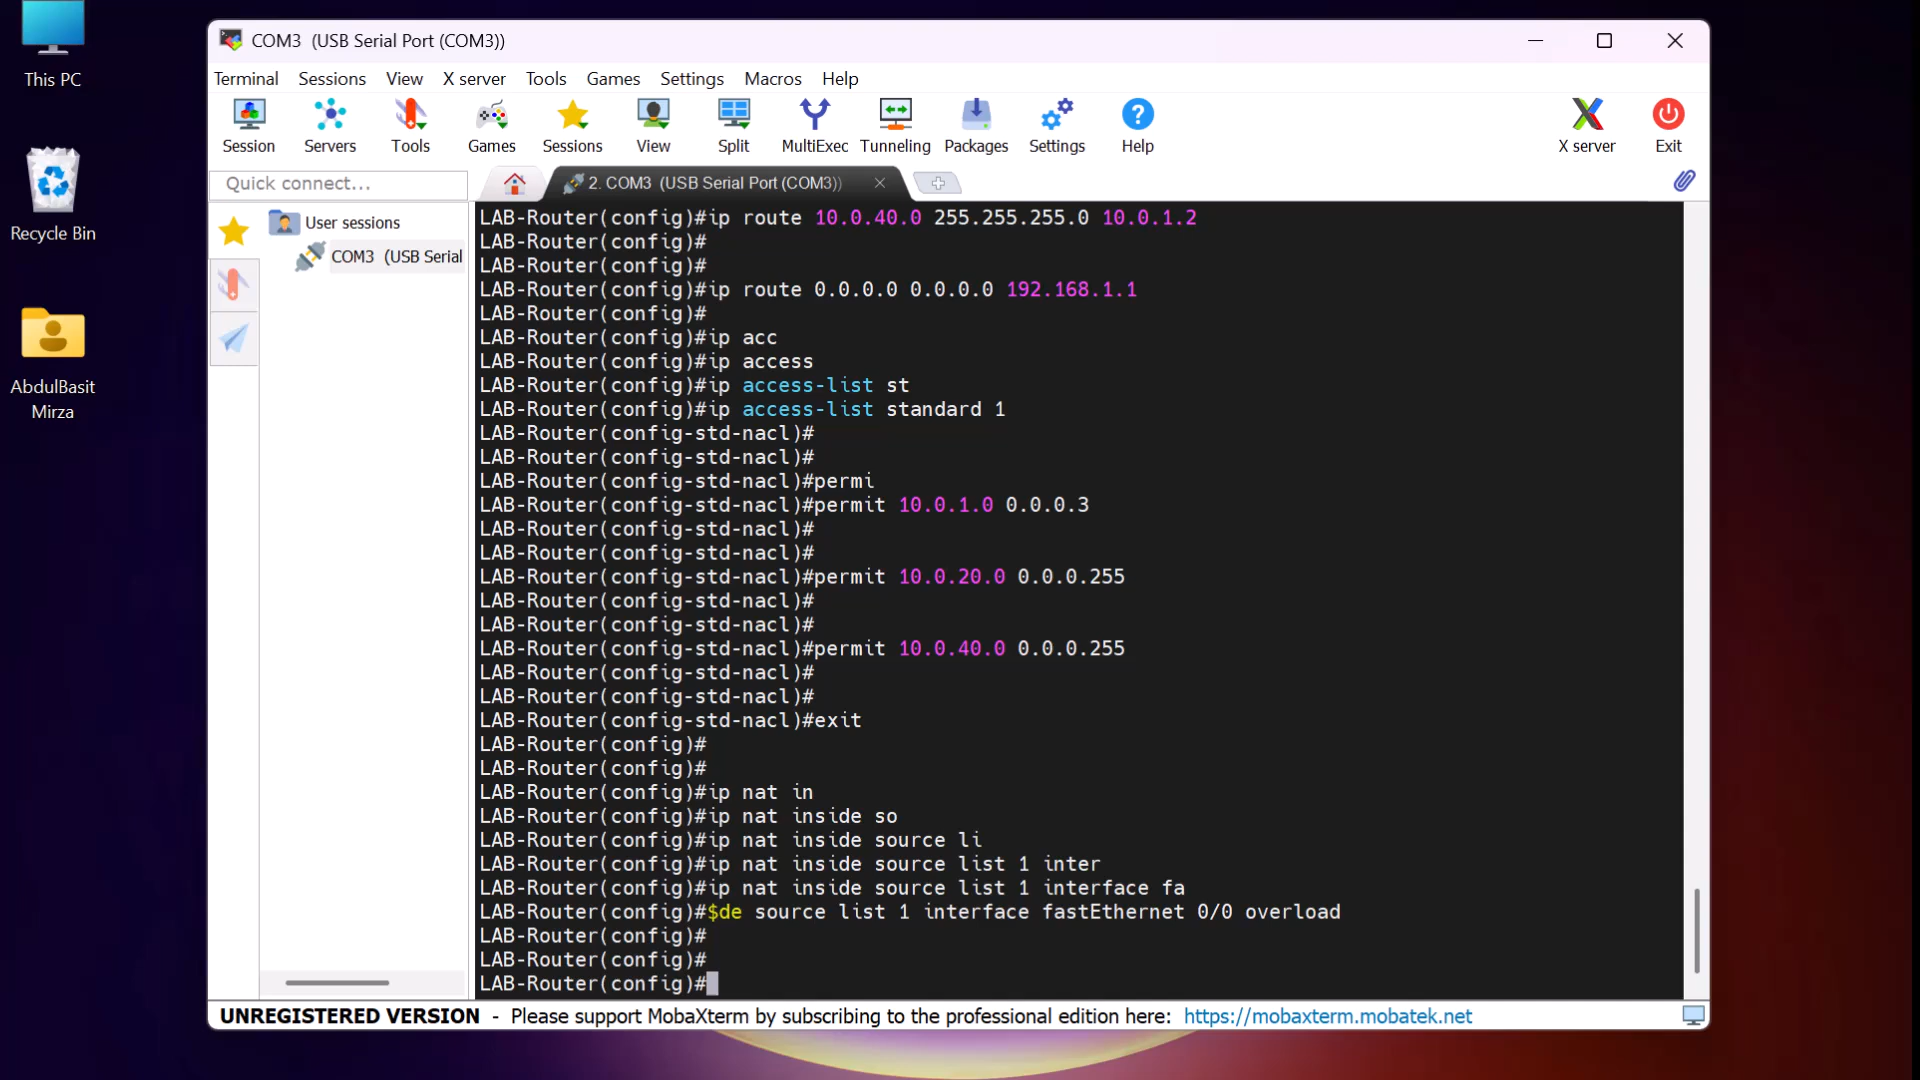 This PC
Recycle Bin
AbdulBasit
Mirza
COM3  (USB Serial Port (COM3))
Terminal Sessions View X server Tools Games Settings Macros Help
Session Servers Tools Games Sessions View Split MultiExec Tunneling Packages Settings Help X server Exit
Quick connect...
2. COM3  (USB Serial Port (COM3))
User sessions
COM3  (USB Serial
LAB-Router(config)#ip route 10.0.40.0 255.255.255.0 10.0.1.2
LAB-Router(config)#
LAB-Router(config)#
LAB-Router(config)#ip route 0.0.0.0 0.0.0.0 192.168.1.1
LAB-Router(config)#
LAB-Router(config)#ip acc
LAB-Router(config)#ip access
LAB-Router(config)#ip access-list st
LAB-Router(config)#ip access-list standard 1
LAB-Router(config-std-nacl)#
LAB-Router(config-std-nacl)#
LAB-Router(config-std-nacl)#permi
LAB-Router(config-std-nacl)#permit 10.0.1.0 0.0.0.3
LAB-Router(config-std-nacl)#
LAB-Router(config-std-nacl)#
LAB-Router(config-std-nacl)#permit 10.0.20.0 0.0.0.255
LAB-Router(config-std-nacl)#
LAB-Router(config-std-nacl)#
LAB-Router(config-std-nacl)#permit 10.0.40.0 0.0.0.255
LAB-Router(config-std-nacl)#
LAB-Router(config-std-nacl)#
LAB-Router(config-std-nacl)#exit
LAB-Router(config)#
LAB-Router(config)#
LAB-Router(config)#ip nat in
LAB-Router(config)#ip nat inside so
LAB-Router(config)#ip nat inside source li
LAB-Router(config)#ip nat inside source list 1 inter
LAB-Router(config)#ip nat inside source list 1 interface fa
LAB-Router(config)#$de source list 1 interface fastEthernet 0/0 overload
LAB-Router(config)#
LAB-Router(config)#
LAB-Router(config)#
UNREGISTERED VERSION  -  Please support MobaXterm by subscribing to the professional edition here:  https://mobaxterm.mobatek.net